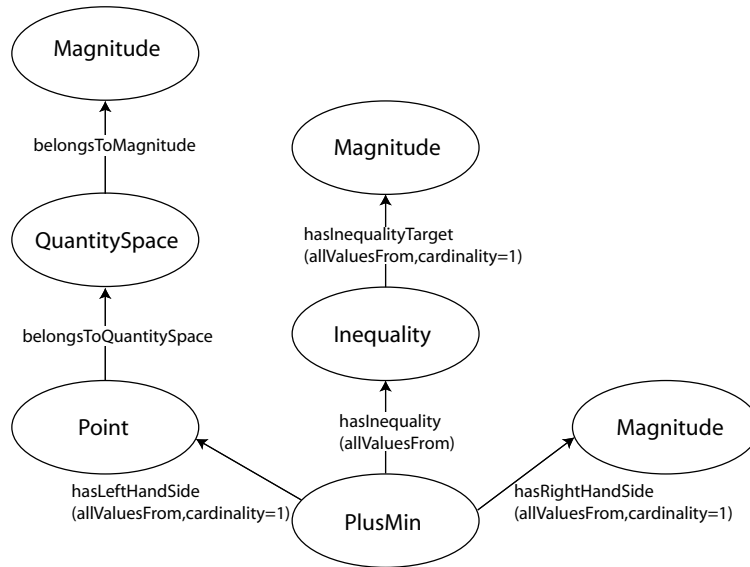 Magnitude
belongsToMagnitude
Magnitude
QuantitySpace
hasInequalityTarget
(allValuesFrom,cardinality=1)
belongsToQuantitySpace
Inequality
Point
hasInequality
(allValuesFrom)
Magnitude
hasLeftHandSide
(allValuesFrom,cardinality=1)
PlusMin
hasRightHandSide
(allValuesFrom,cardinality=1)